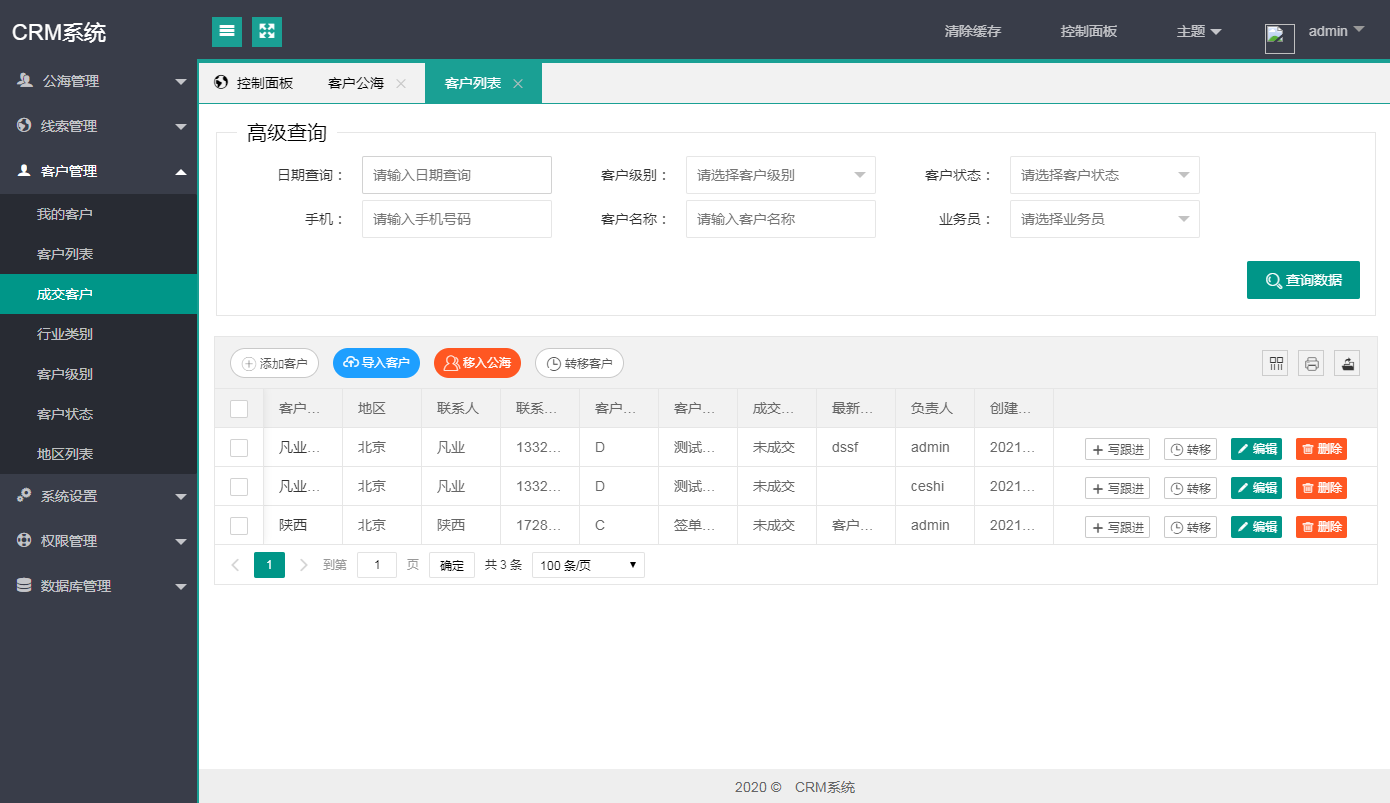 CRM系统
清除缓存 控制面板 主题 admin
公海管理
线索管理
客户管理
我的客户
客户列表
成交客户
行业类别
客户级别
客户状态
地区列表
系统设置
权限管理
数据库管理
控制面板 客户公海 客户列表
高级查询
日期查询： 请输入日期查询 客户级别： 请选择客户级别 客户状态： 请选择客户状态
手机： 请输入手机号码 客户名称： 请输入客户名称 业务员： 请选择业务员
查询数据
添加客户 导入客户 移入公海 转移客户
客户... 地区 联系人 联系... 客户... 客户... 成交... 最新... 负责人 创建...
凡业... 北京 凡业 1332... D 测试... 未成交 dssf admin 2021... 写跟进 转移 编辑 删除
凡业... 北京 凡业 1332... D 测试... 未成交 ceshi 2021... 写跟进 转移 编辑 删除
陕西 北京 陕西 1728... C 签单... 未成交 客户... admin 2021... 写跟进 转移 编辑 删除
1 到第 1 页 确定 共 3 条 100 条/页
2020 © CRM系统